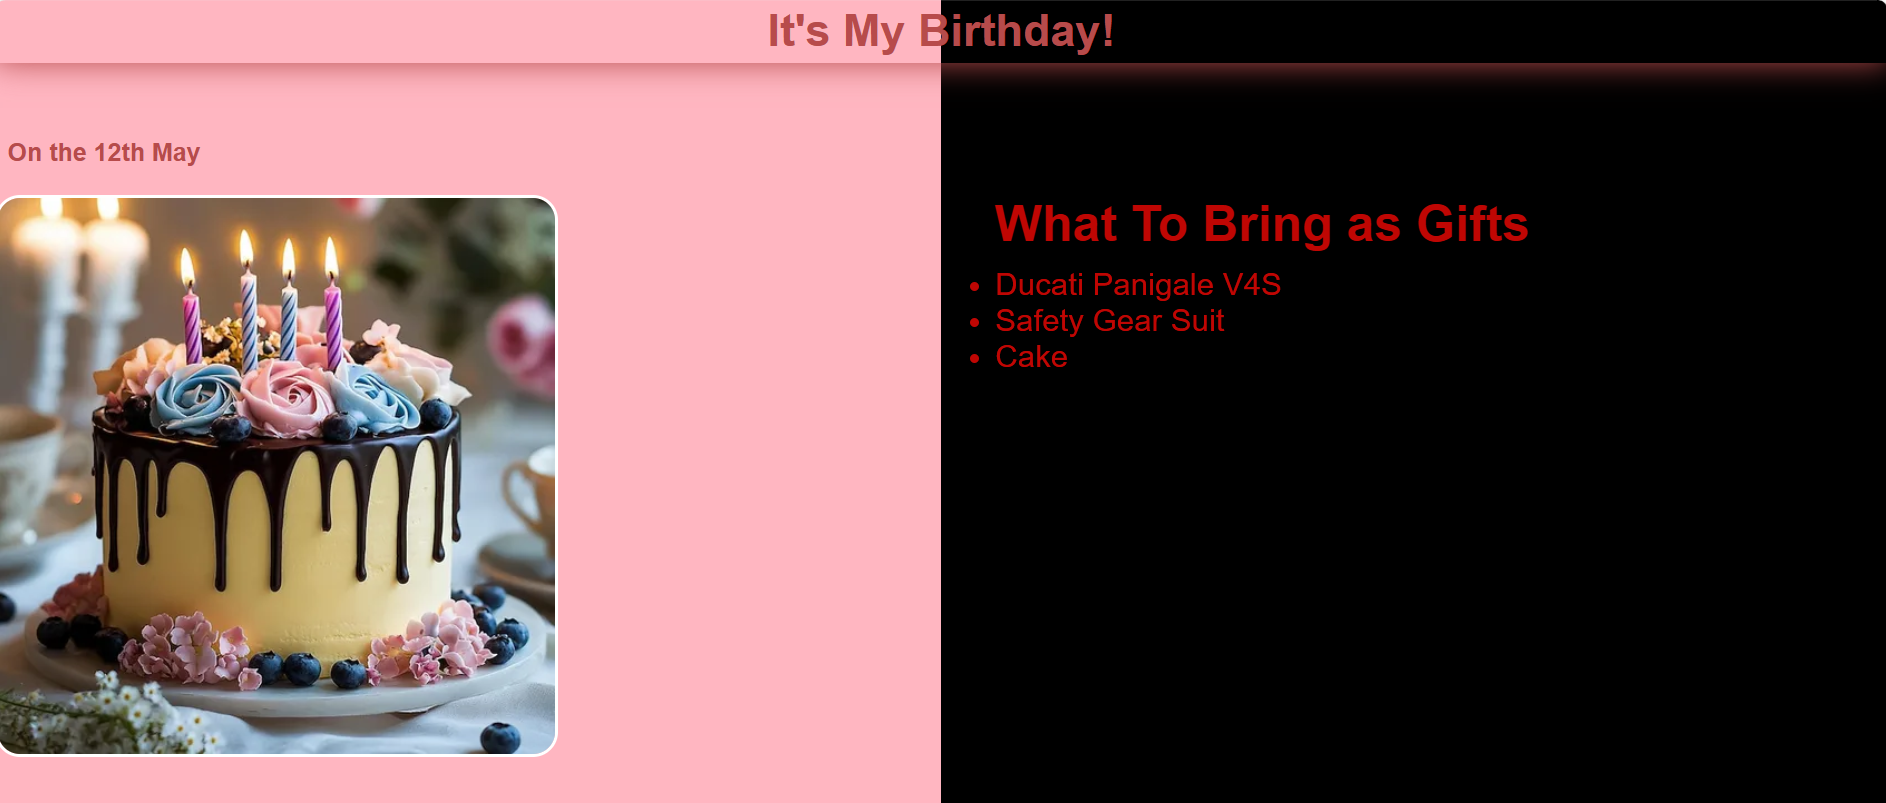 It's My Birthday!
On the 12th May
What To Bring as Gifts
Ducati Panigale V4S
Safety Gear Suit
Cake